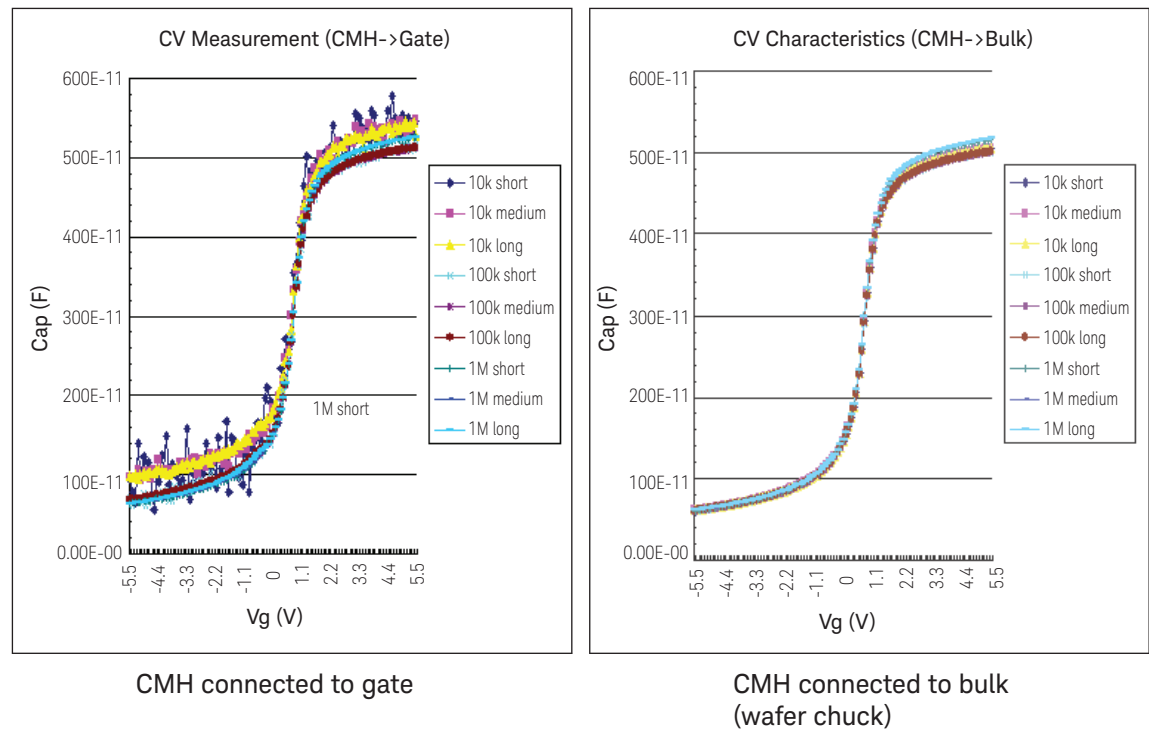 CV Measurement (CMH->Gate)
600E-11
500E-11
400E-11
300E-11
200E-11
100E-11
0.00E-00
Cap (F)
-5.5
-4.4
-3.3
-2.2
-1.1
0
1.1
2.2
3.3
4.4
5.5
Vg (V)
1M short
10k short
10k medium
10k long
100k short
100k medium
100k long
1M short
1M medium
1M long
CMH connected to gate
CV Characteristics (CMH->Bulk)
600E-11
500E-11
400E-11
300E-11
200E-11
100E-11
0.00E-00
Cap (F)
-5.5
-4.4
-3.3
-2.2
-1.1
0
1.1
2.2
3.3
4.4
5.5
Vg (V)
10k short
10k medium
10k long
100k short
100k medium
100k long
1M short
1M medium
1M long
CMH connected to bulk
(wafer chuck)